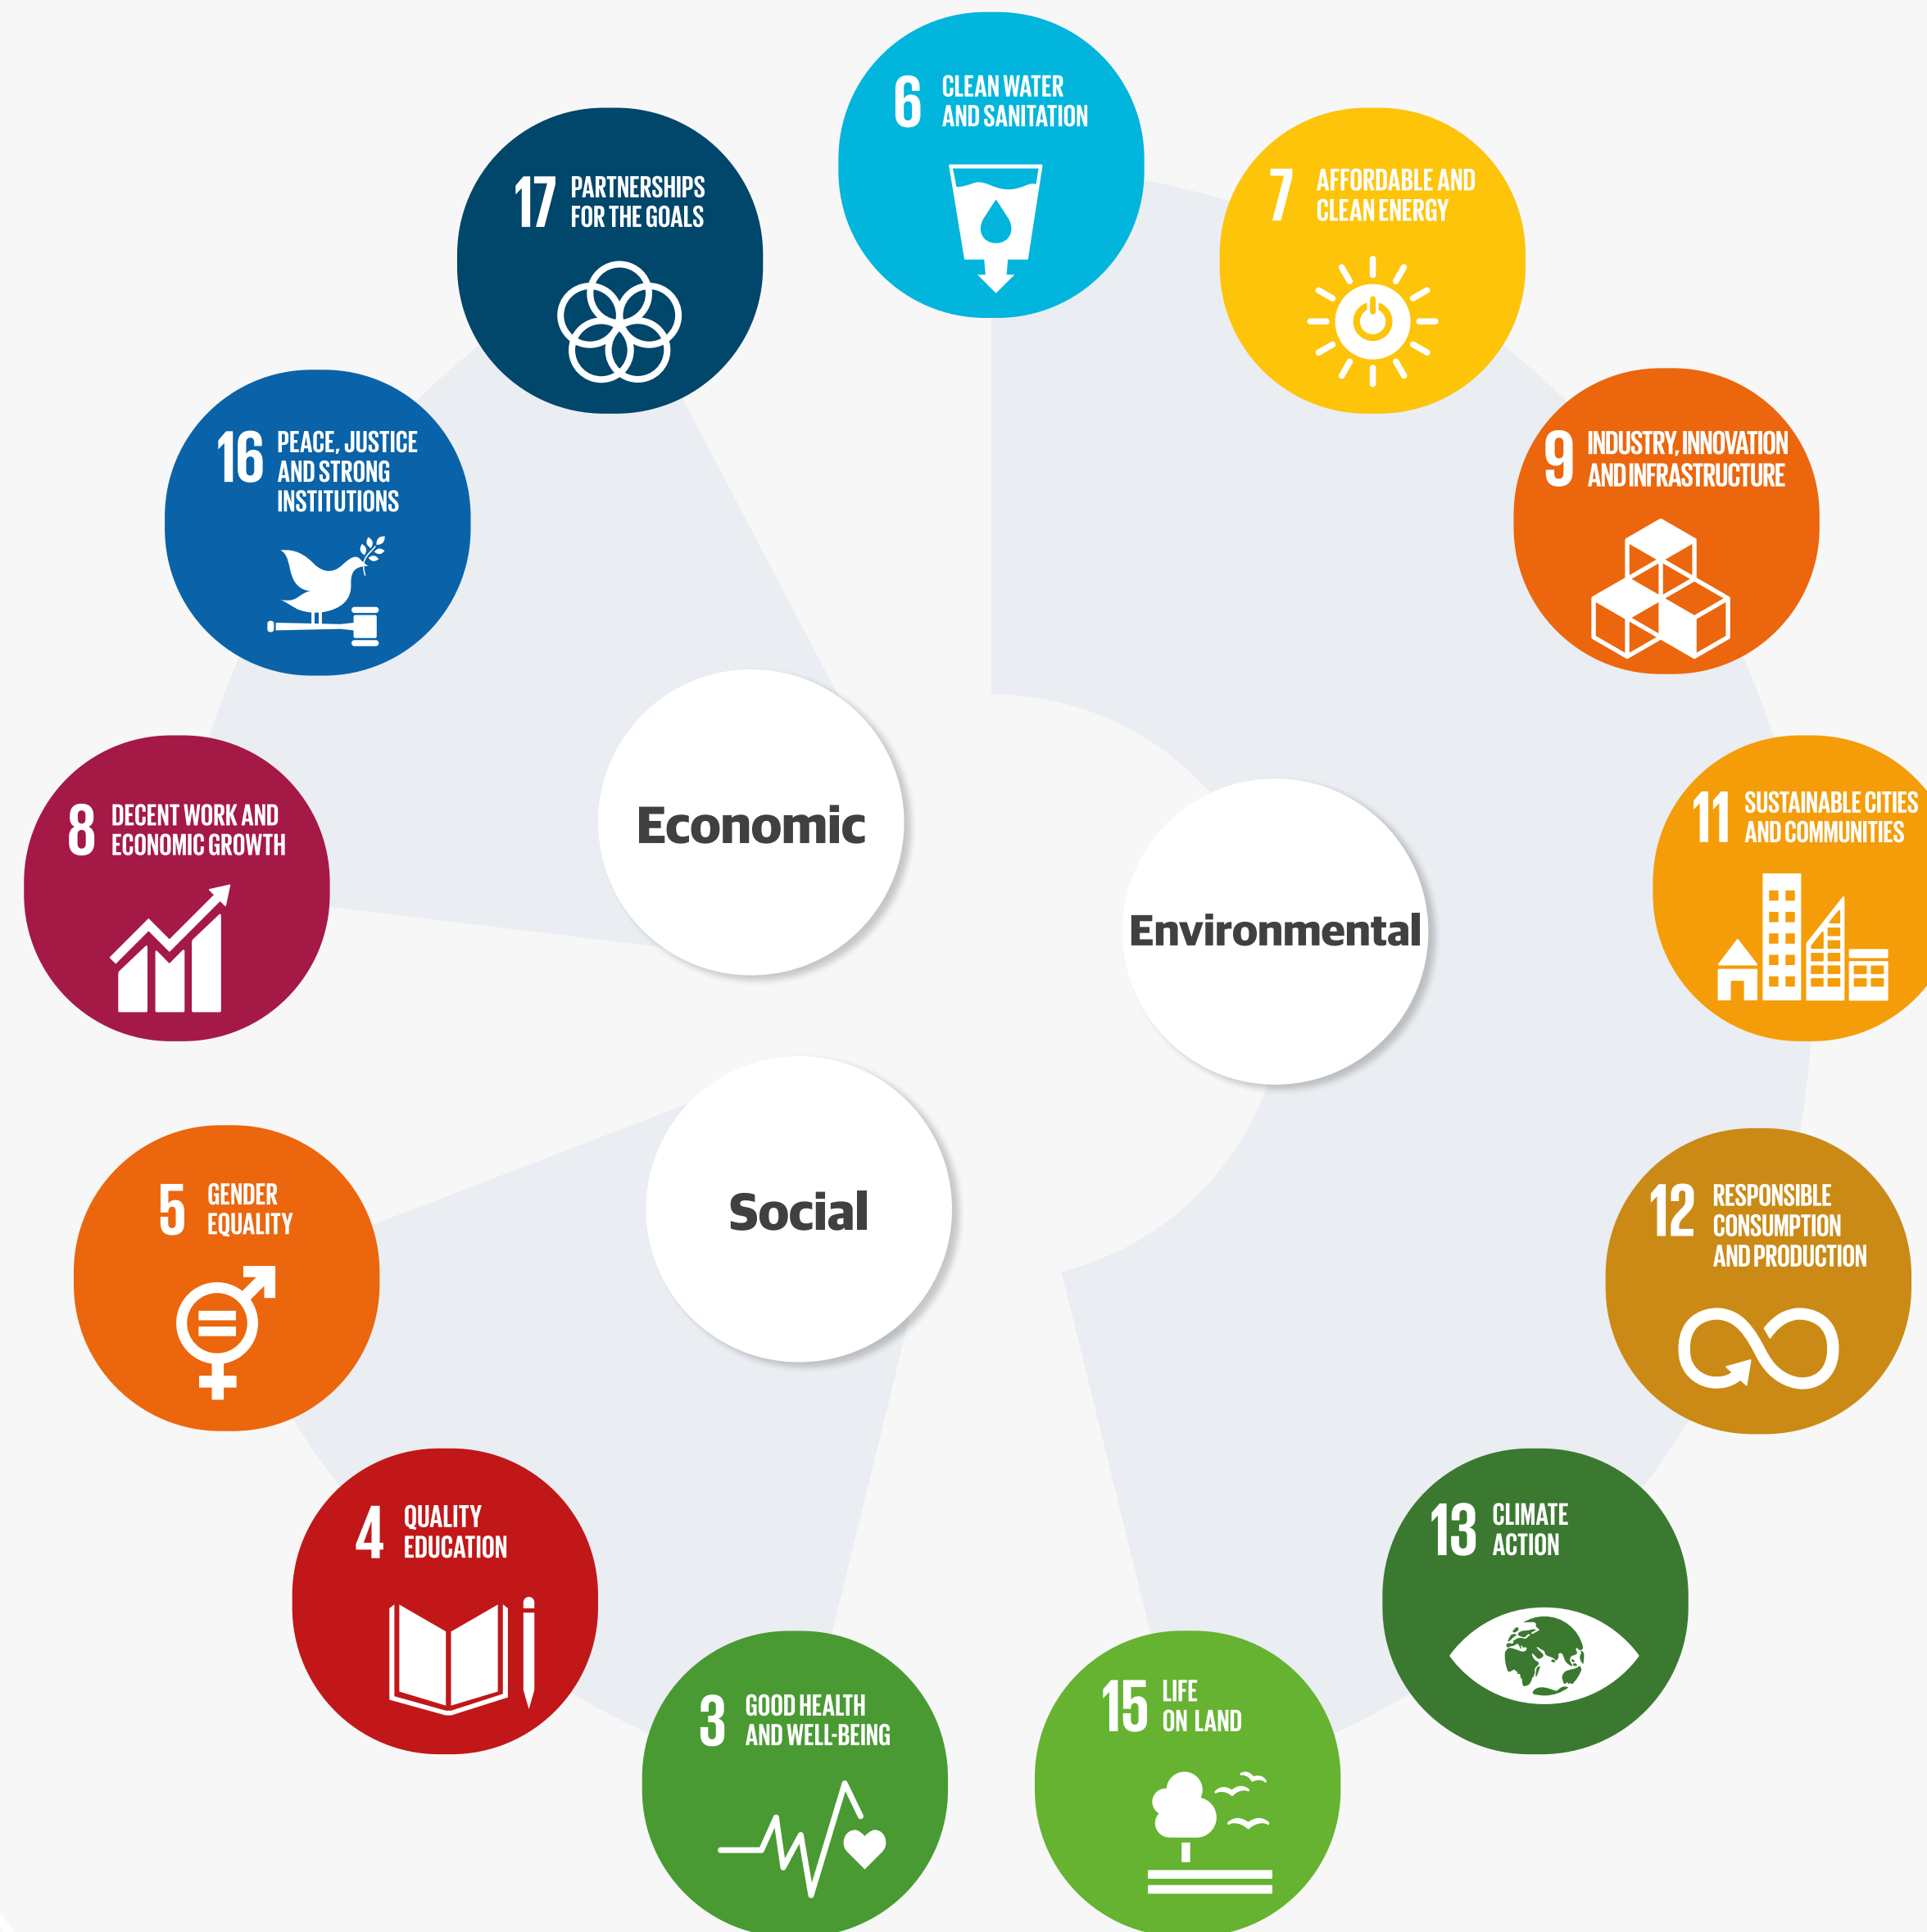 6
CLEAN WATER
AND SANITATION
7
AFFORDABLE AND
CLEAN ENERGY
9
INDUSTRY, INNOVATION
AND INFRASTRUCTURE
11
SUSTAINABLE CITIES
AND COMMUNITIES
12
RESPONSIBLE
CONSUMPTION
AND PRODUCTION
13
CLIMATE
ACTION
15
LIFE
ON LAND
3
GOOD HEALTH
AND WELL-BEING
4
QUALITY
EDUCATION
5
GENDER
EQUALITY
8
DECENT WORK AND
ECONOMIC GROWTH
16
PEACE, JUSTICE
AND STRONG
INSTITUTIONS
17
PARTNERSHIPS
FOR THE GOALS
Economic
Environmental
Social